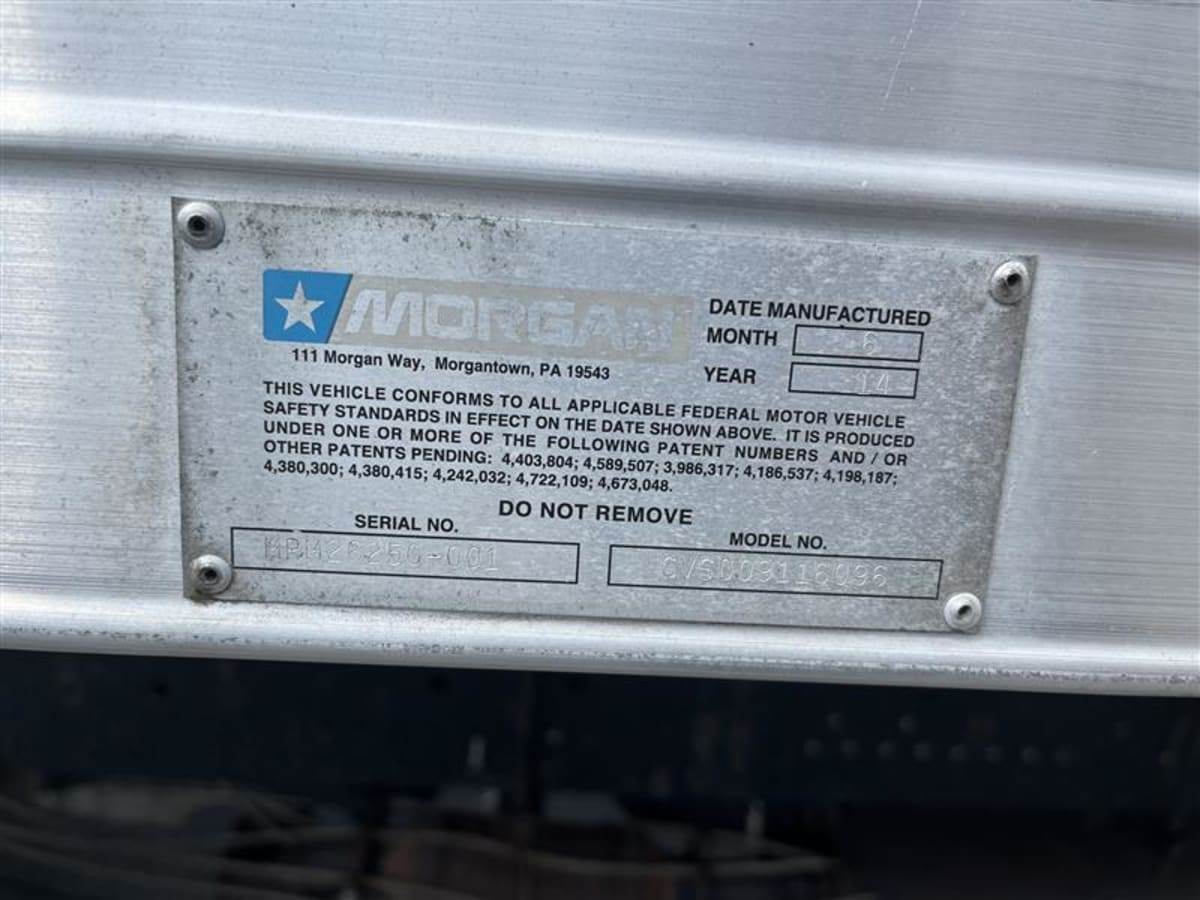 MORGAN
111 Morgan Way, Morgantown, PA 19543
DATE MANUFACTURED
MONTH 6
YEAR 14
THIS VEHICLE CONFORMS TO ALL APPLICABLE FEDERAL MOTOR VEHICLE
SAFETY STANDARDS IN EFFECT ON THE DATE SHOWN ABOVE. IT IS PRODUCED
UNDER ONE OR MORE OF THE FOLLOWING PATENT NUMBERS AND / OR
OTHER PATENTS PENDING: 4,403,804; 4,589,507; 3,986,317; 4,186,537; 4,198,187;
4,380,300; 4,380,415; 4,242,032; 4,722,109; 4,673,048.
DO NOT REMOVE
SERIAL NO.
MODEL NO.